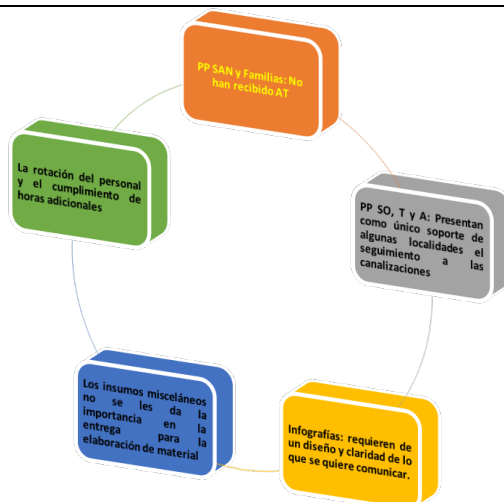 PP SAN y Familias: No
han recibido AT
PP SO, T y A: Presentan
como único soporte de
algunas localidades el
seguimiento a las
canalizaciones
Infografías: requieren de
un diseño y claridad de lo
que se quiere comunicar.
Los insumos misceláneos
no se les da la
importancia en la
entrega para la
elaboración de material
La rotación del personal
y el cumplimiento de
horas adicionales